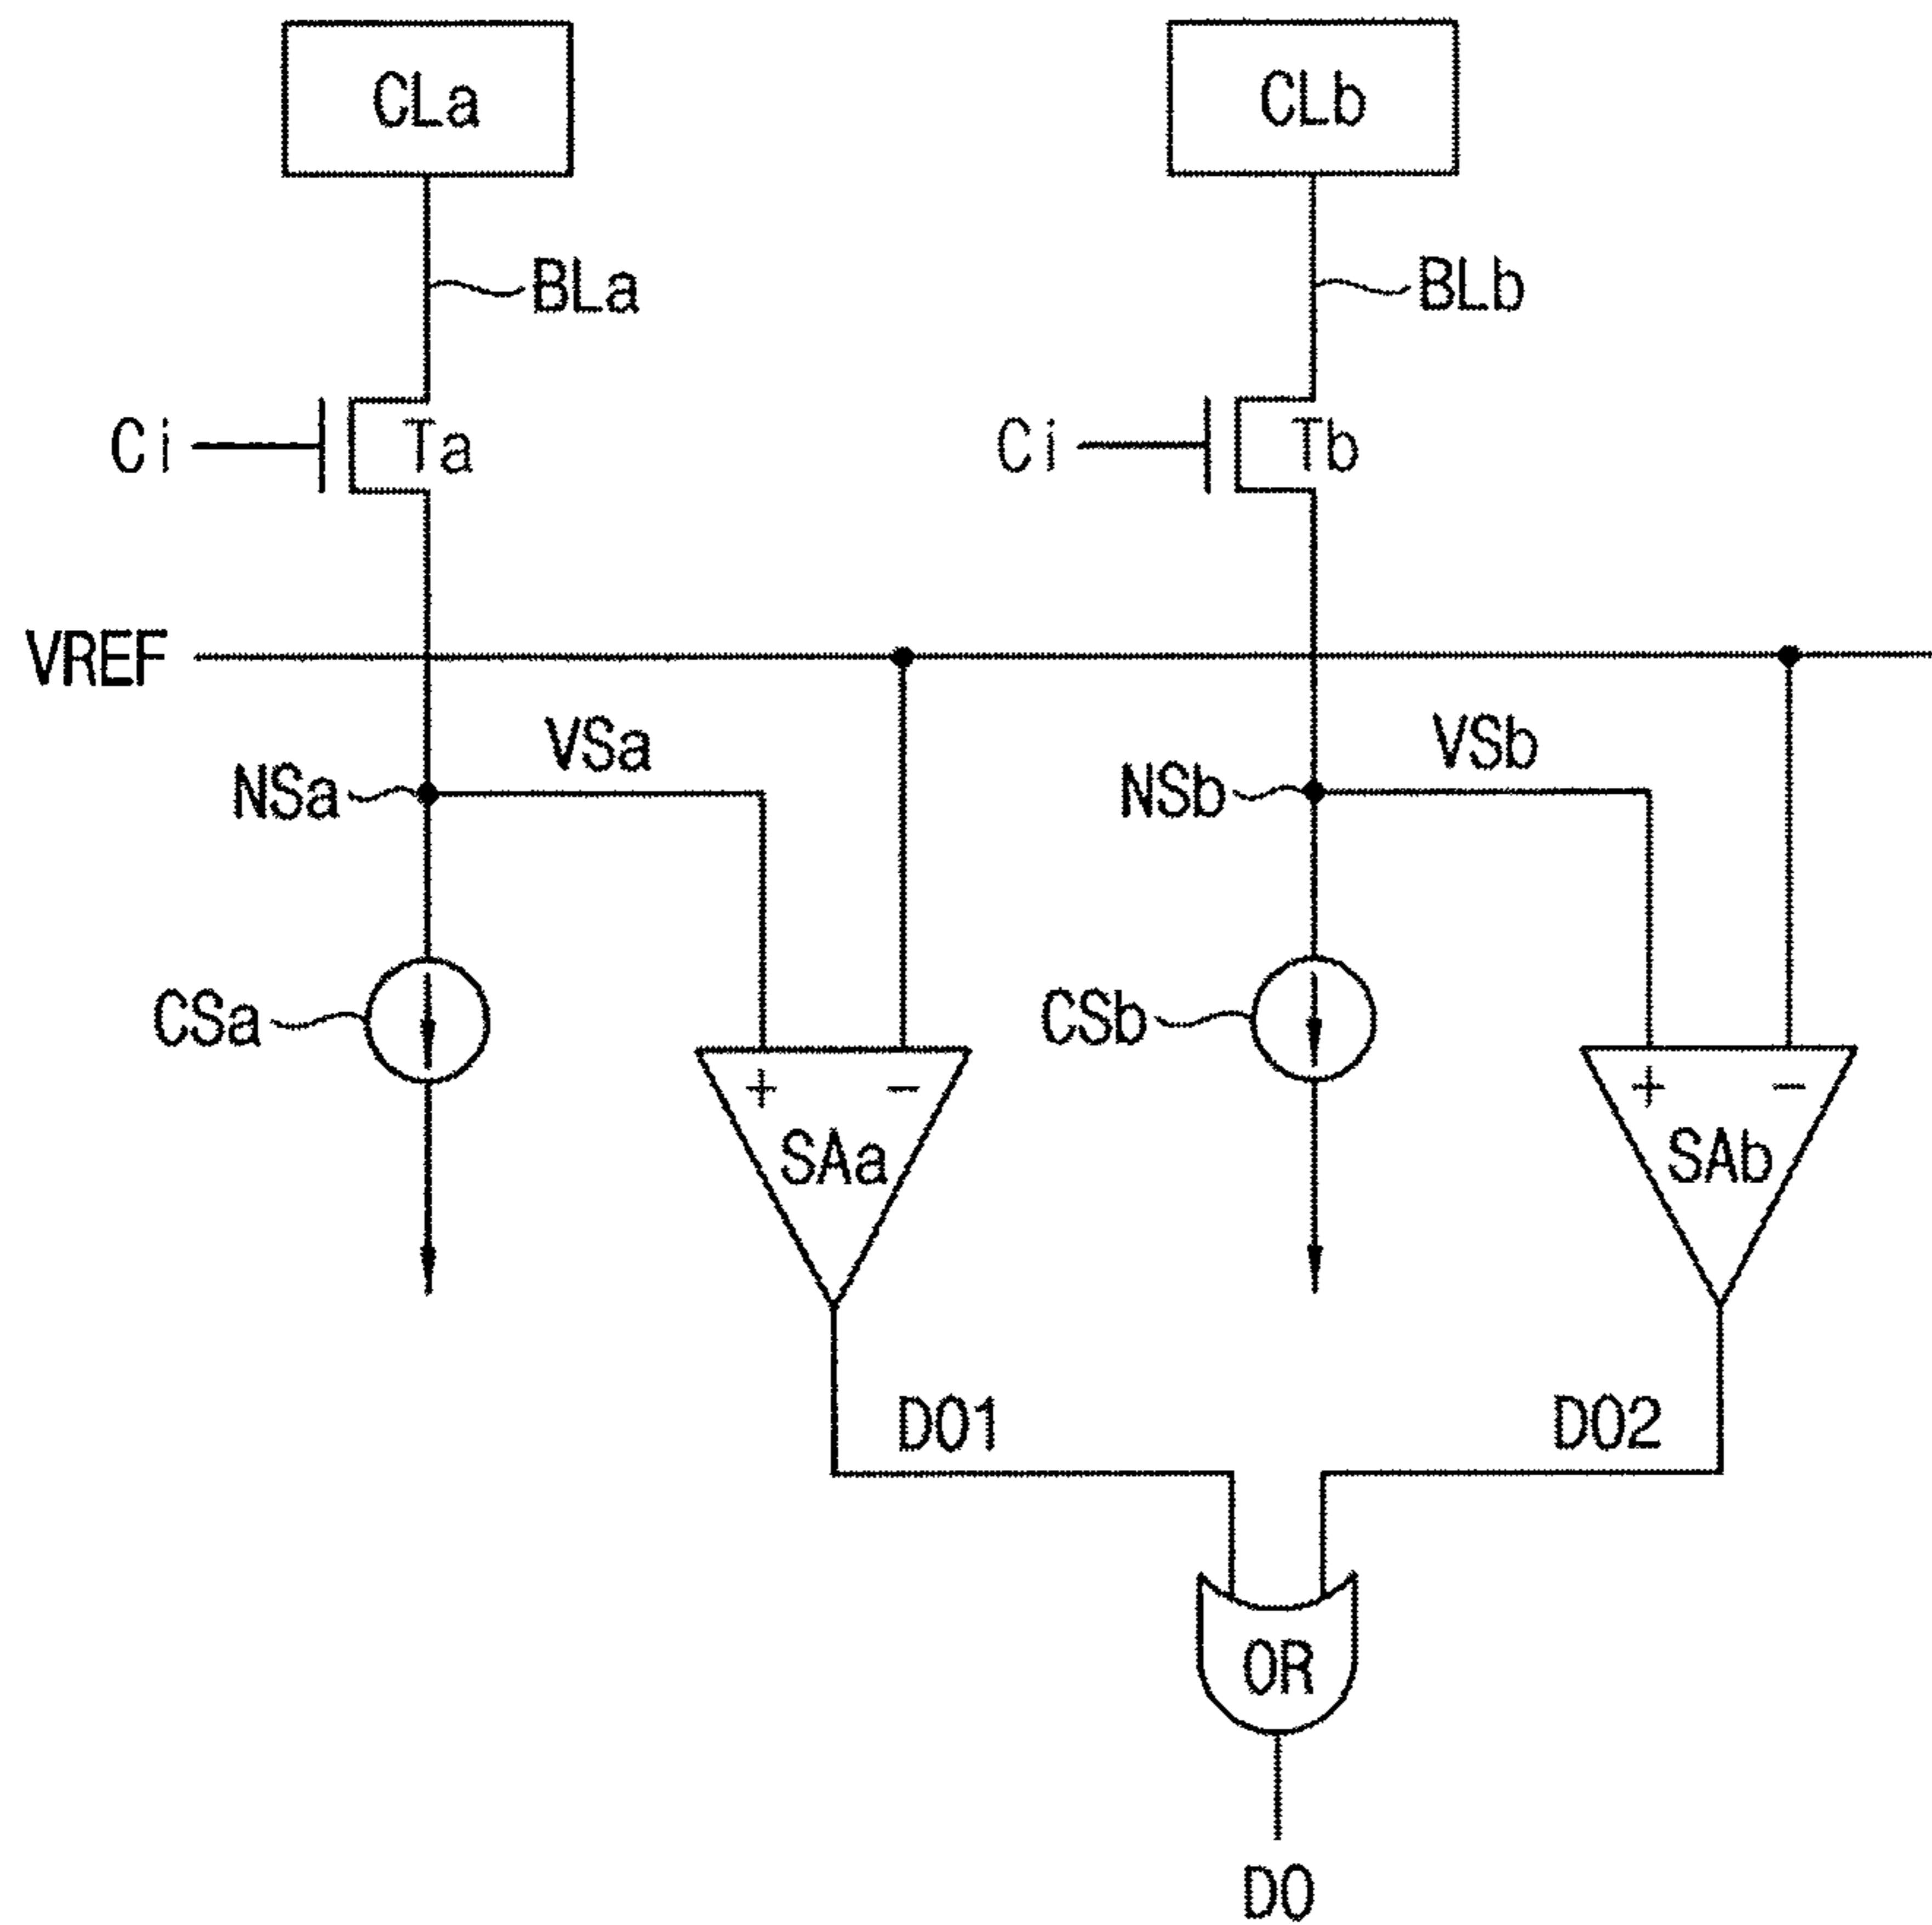 CLa CLb
BLa BLb
Ci Ta Ci Tb
VREF
VSa VSb
NSa NSb
CSa CSb
+ − + −
SAa SAb
DO1 DO2
OR
DO